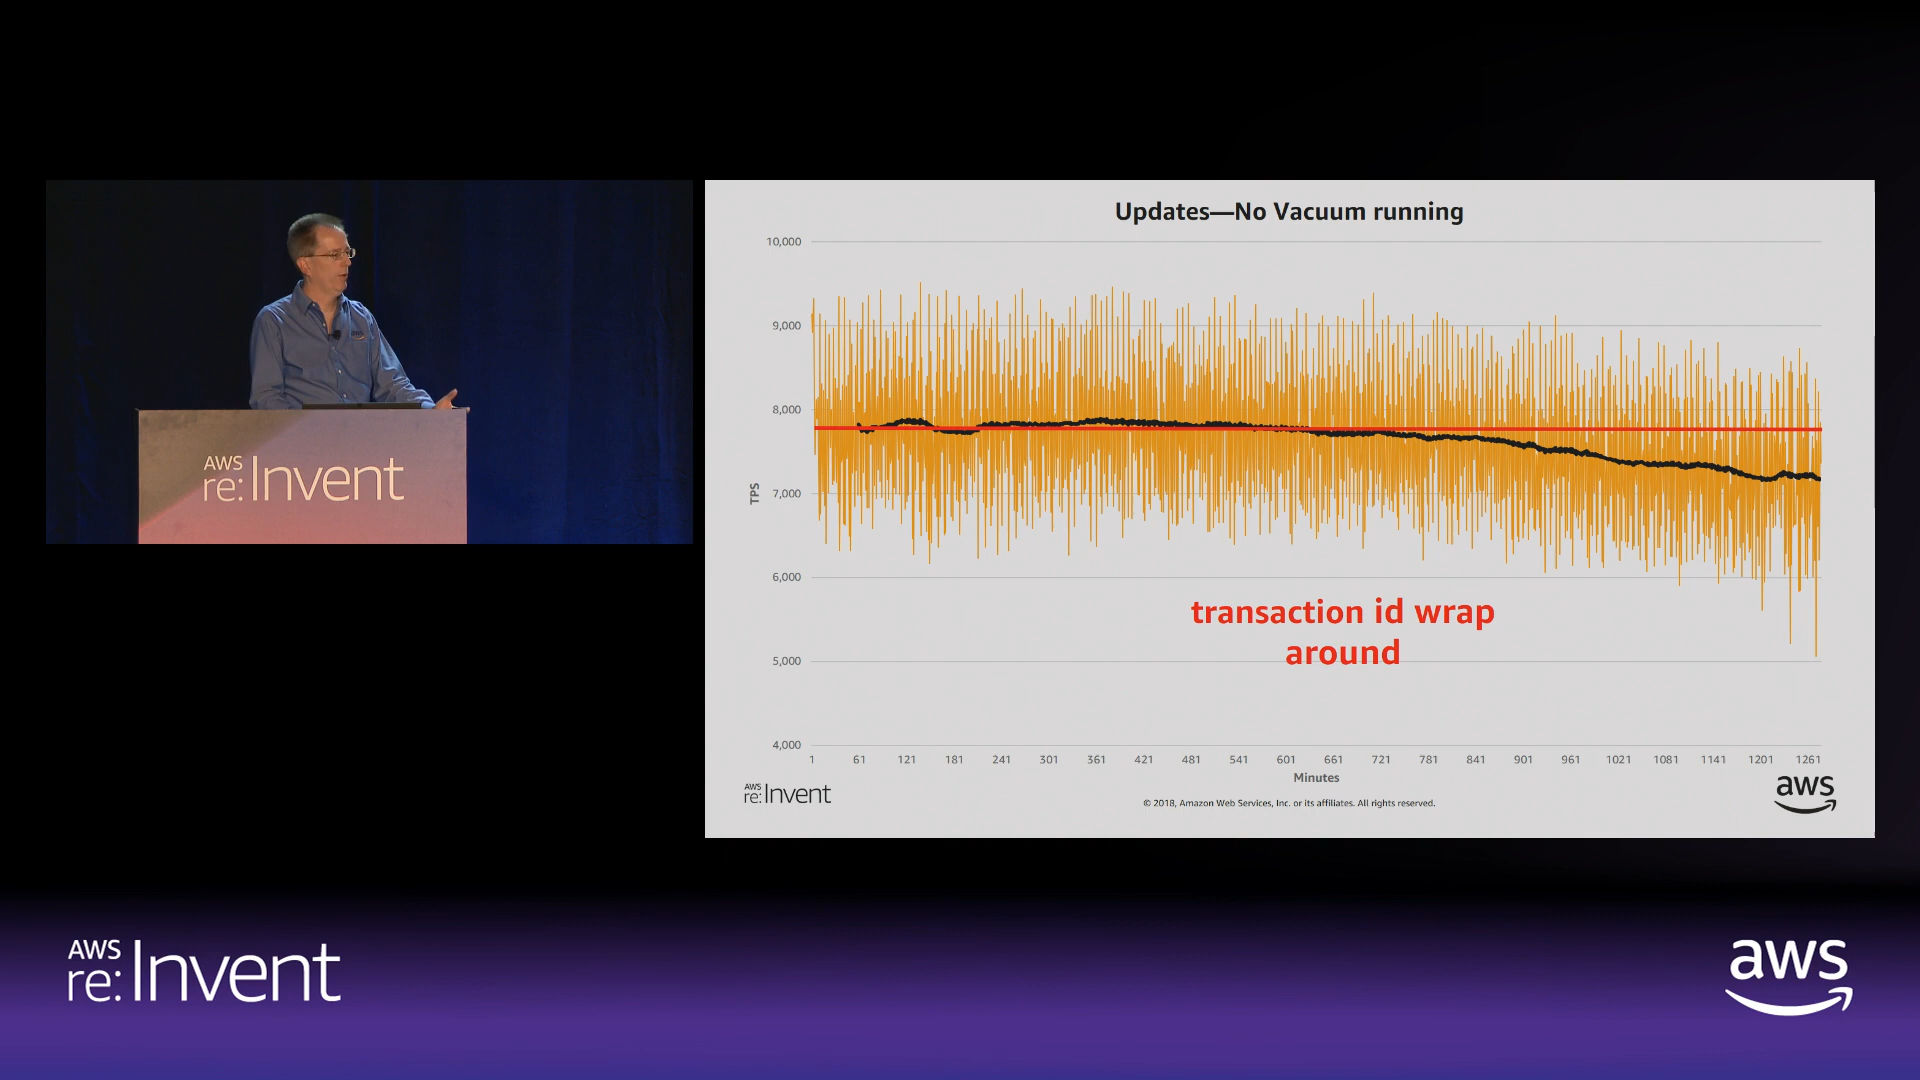 AWS
re:Invent
Updates—No Vacuum running
10,000
9,000
8,000
7,000
6,000
5,000
4,000
TPS
transaction id wrap
around
1 61 121 181 241 301 361 421 481 541 601 661 721 781 841 901 961 1021 1081 1141 1201 1261
Minutes
AWS
re:Invent
© 2018, Amazon Web Services, Inc. or its affiliates. All rights reserved.
aws
AWS
re:Invent
aws